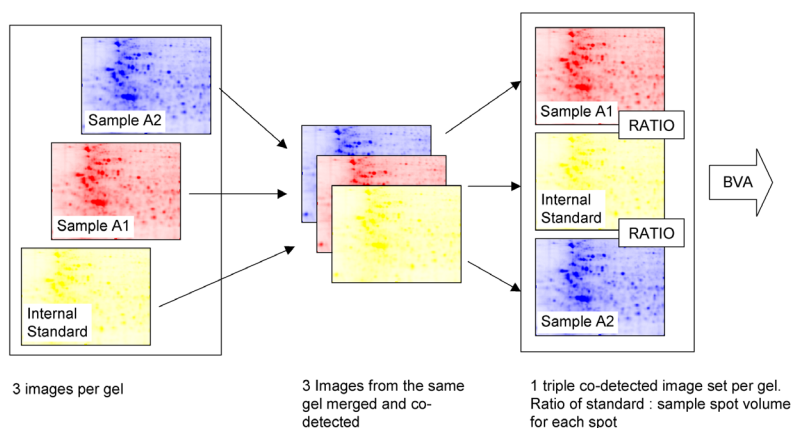 Sample A2
Sample A1
Internal
Standard
3 images per gel
3 Images from the same
gel merged and co-
detected
Sample A1
RATIO
Internal
Standard
RATIO
Sample A2
1 triple co-detected image set per gel.
Ratio of standard : sample spot volume
for each spot
BVA